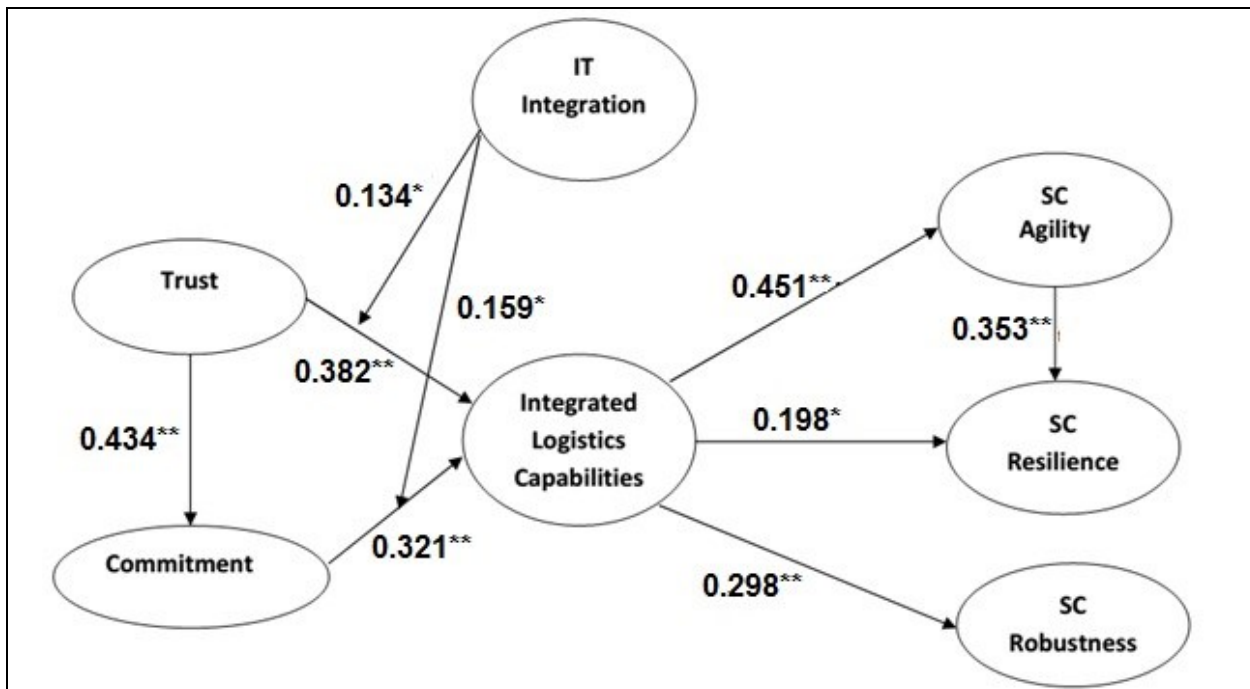 IT
Integration
0.134*
SC
Agility
Trust
0.159*
0.451**
0.353**
0.382**
Integrated
Logistics
Capabilities
0.198*
SC
Resilience
0.434**
Commitment
0.321**
0.298**
SC
Robustness